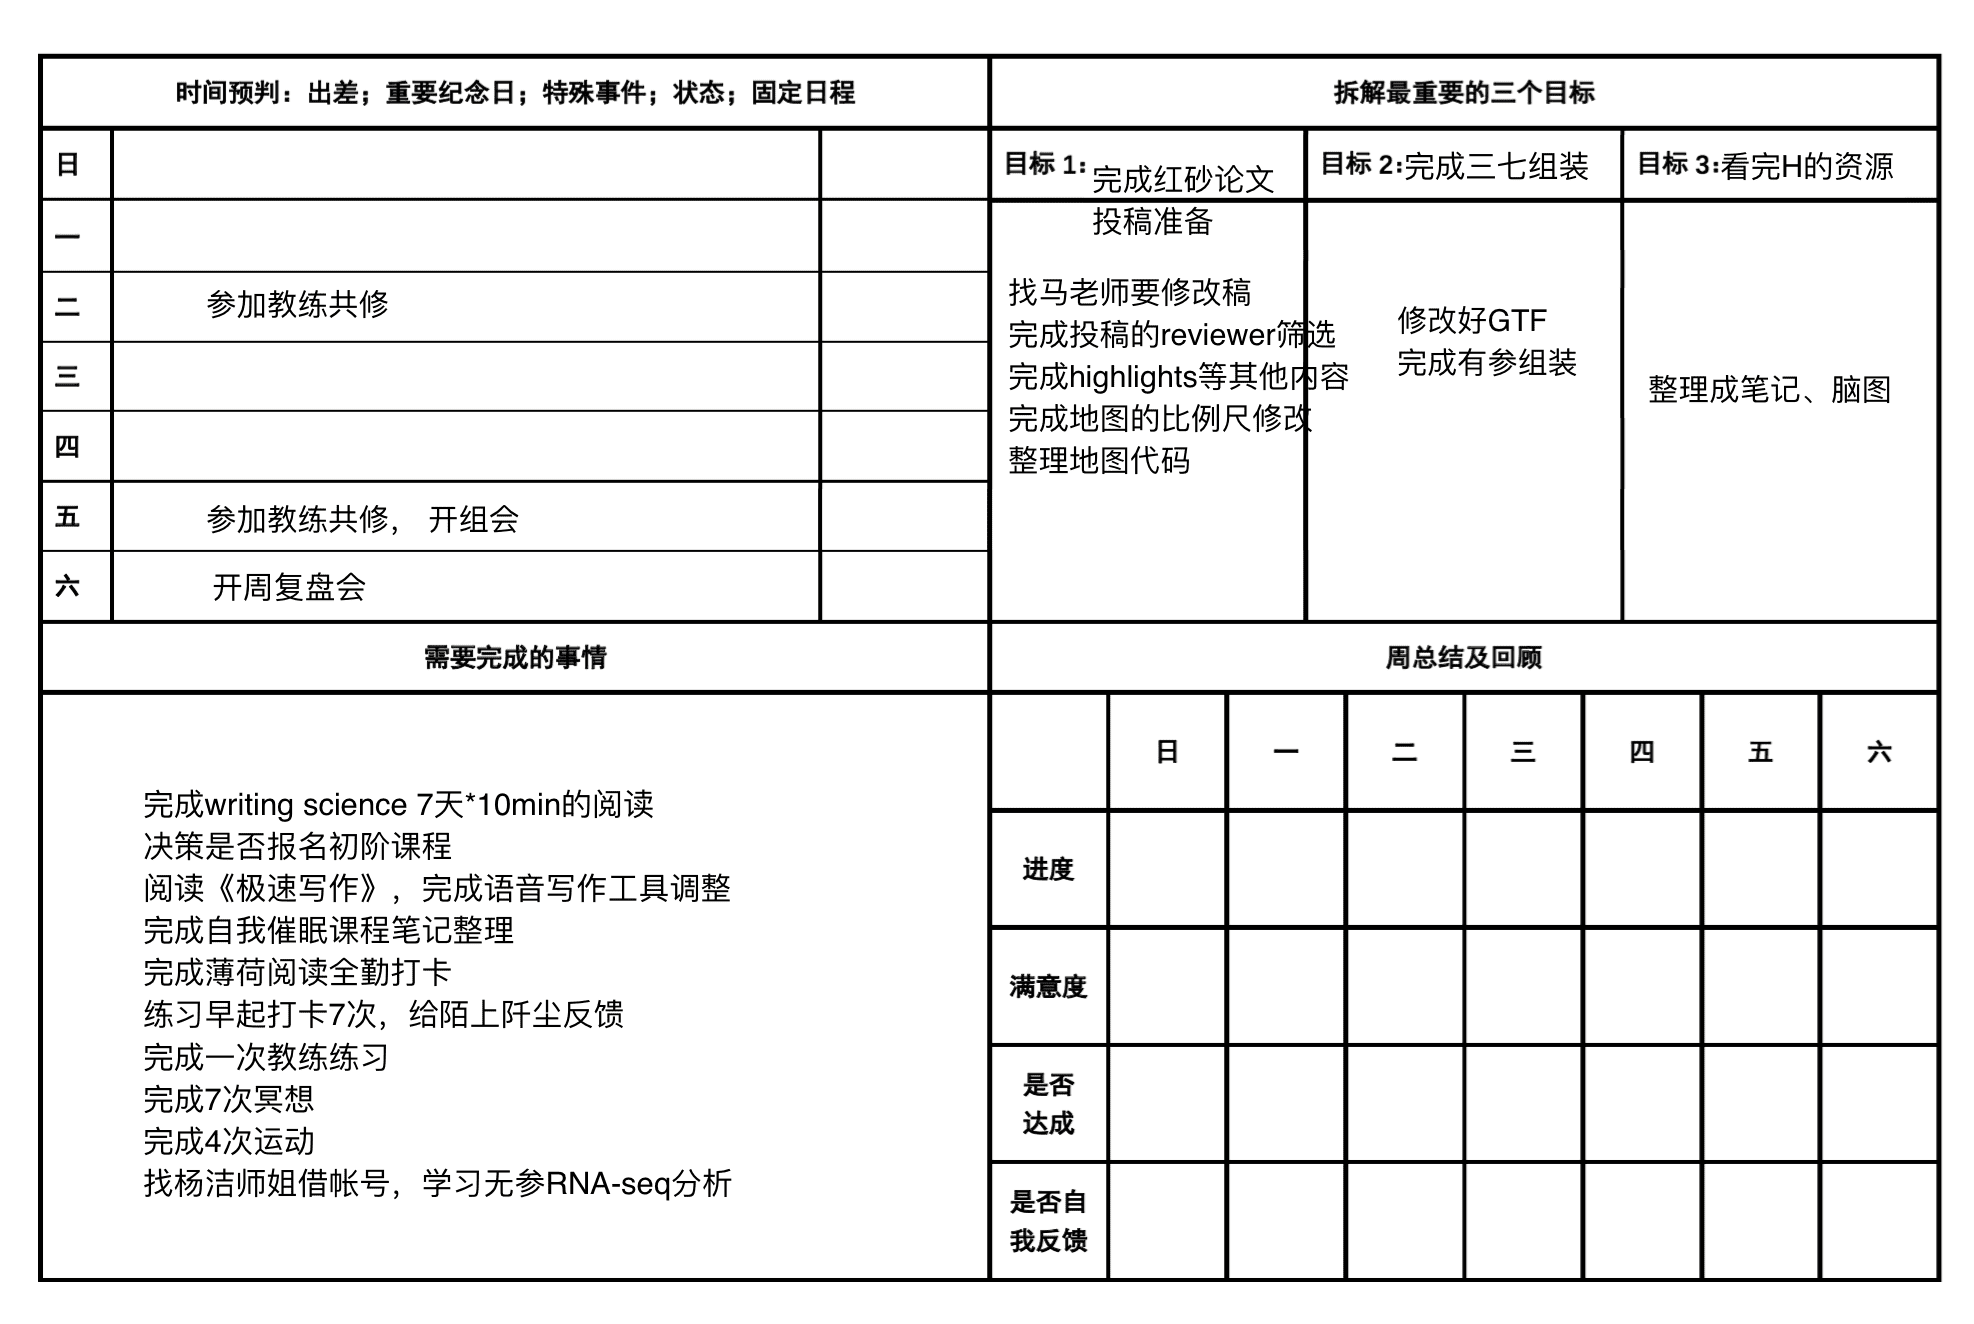 时间预判：出差；重要纪念日；特殊事件；状态；固定日程
日
一
二 参加教练共修
三
四
五 参加教练共修， 开组会
六 开周复盘会
拆解最重要的三个目标
目标 1: 完成红砂论文
投稿准备
找马老师要修改稿
完成投稿的reviewer筛选
完成highlights等其他内容
完成地图的比例尺修改
整理地图代码
目标 2:完成三七组装
修改好GTF
完成有参组装
目标 3:看完H的资源
整理成笔记、脑图
需要完成的事情
完成writing science 7天*10min的阅读
决策是否报名初阶课程
阅读《极速写作》，完成语音写作工具调整
完成自我催眠课程笔记整理
完成薄荷阅读全勤打卡
练习早起打卡7次，给陌上阡尘反馈
完成一次教练练习
完成7次冥想
完成4次运动
找杨洁师姐借帐号，学习无参RNA-seq分析
周总结及回顾
日 一 二 三 四 五 六
进度
满意度
是否
达成
是否自
我反馈